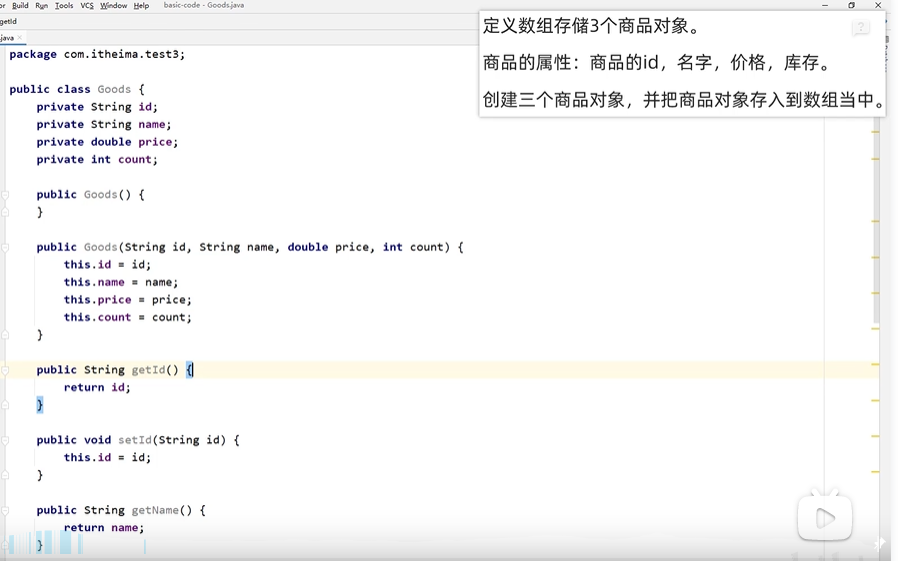 or Build Run Tools VCS Window Help basic-code - Goods.java
getId
.java
package com.itheima.test3;
public class Goods {
private String id;
private String name;
private double price;
private int count;
public Goods() {
}
public Goods(String id, String name, double price, int count) {
this.id = id;
this.name = name;
this.price = price;
this.count = count;
}
public String getId() {
return id;
}
public void setId(String id) {
this.id = id;
}
public String getName() {
return name;
}
定义数组存储3个商品对象。
商品的属性：商品的id，名字，价格，库存。
创建三个商品对象，并把商品对象存入到数组当中。